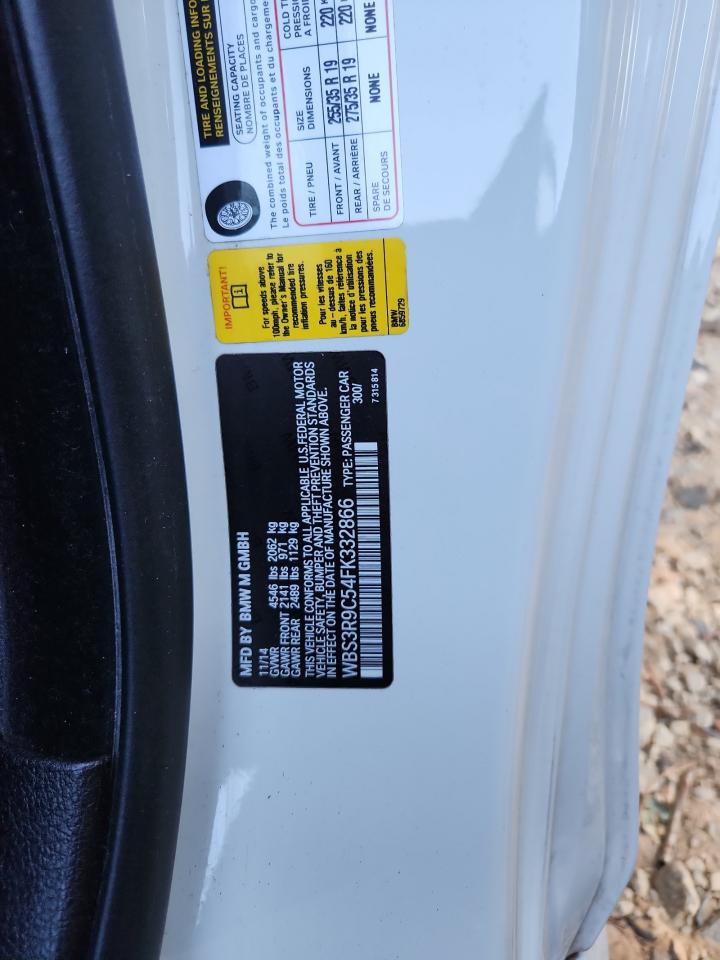 TIRE AND LOADING INFO
RENSEIGNEMENTS SUR
SEATING CAPACITY
NOMBRE DE PLACES
The combined weight of occupants and cargo
Le poids total des occupants et du chargement
TIRE / PNEU SIZE DIMENSIONS COLD A FROID
FRONT / AVANT 255/35 R 19 220
REAR / ARRIÈRE 275/35 R 19 220
SPARE DE SECOURS NONE NONE
IMPORTANT!
i
For speeds above
100mph, please refer to
the Owner's Manual for
recommended tire
inflation pressures.
Pour les vitesses
au - dessus de 160
km/h, faites référence à
la notice d'utilisation
pour les pressions des
pneus recommandées.
BMW
6859729
MFD BY BMW M GMBH
11/14
GVWR 4546 lbs 2062 kg
GAWR FRONT 2141 lbs 971 kg
GAWR REAR 2489 lbs 1129 kg
THIS VEHICLE CONFORMS TO ALL APPLICABLE U.S.FEDERAL MOTOR
VEHICLE SAFETY, BUMPER AND THEFT PREVENTION STANDARDS
IN EFFECT ON THE DATE OF MANUFACTURE SHOWN ABOVE.
WBS3R9C54FK332866 TYPE: PASSENGER CAR
300/
7 315 814